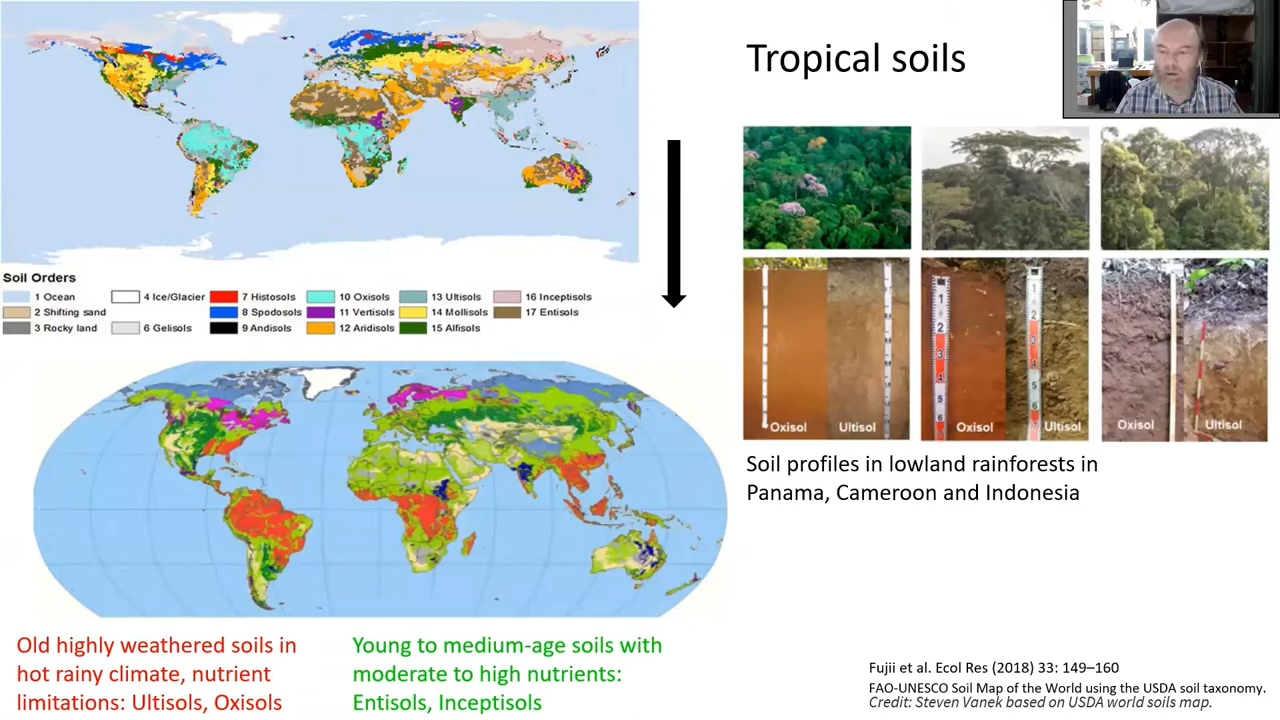 Tropical soils
Soil Orders
1 Ocean
4 Ice/Glacier
7 Histosols
10 Oxisols
13 Ultisols
16 Inceptisols
2 Shifting sand
8 Spodosols
11 Vertisols
14 Mollisols
17 Entisols
3 Rocky land
6 Gelisols
9 Andisols
12 Aridisols
15 Alfisols
Oxisol
Ultisol
Oxisol
Ultisol
Oxisol
Ultisol
Soil profiles in lowland rainforests in
Panama, Cameroon and Indonesia
Old highly weathered soils in
hot rainy climate, nutrient
limitations: Ultisols, Oxisols
Young to medium-age soils with
moderate to high nutrients:
Entisols, Inceptisols
Fujii et al. Ecol Res (2018) 33: 149–160
FAO-UNESCO Soil Map of the World using the USDA soil taxonomy.
Credit: Steven Vanek based on USDA world soils map.